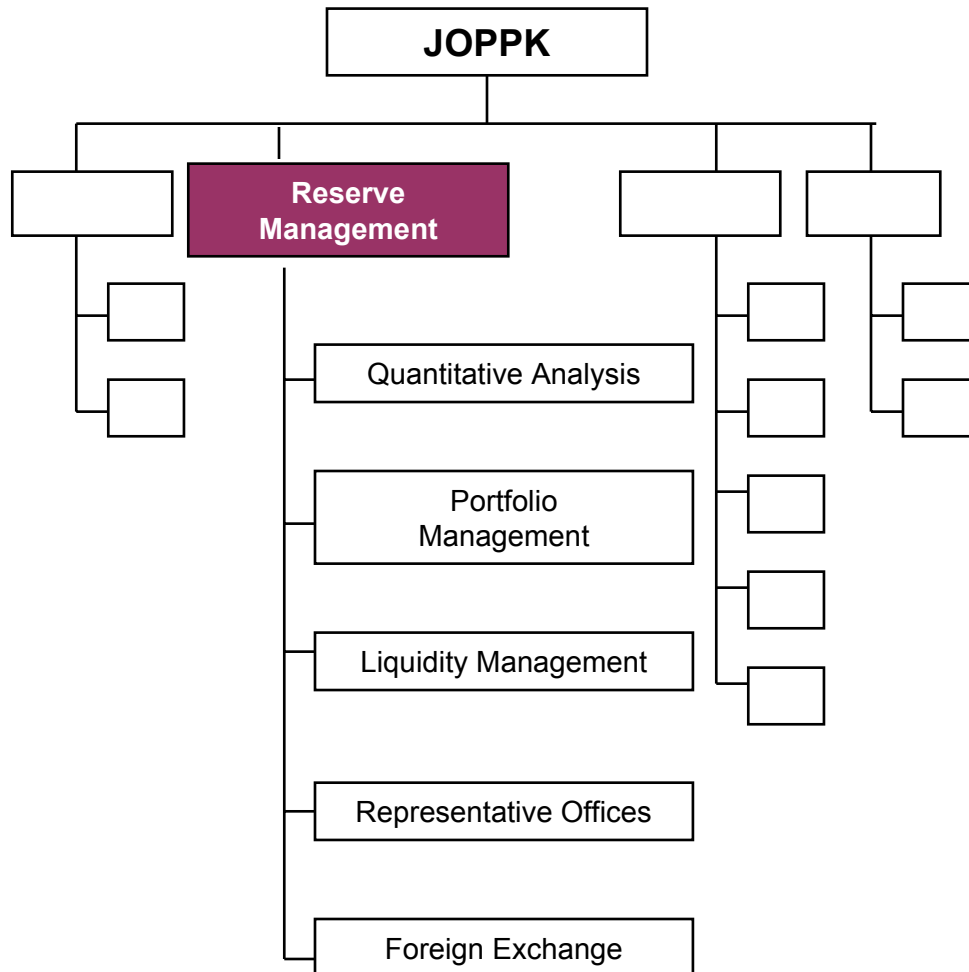 JOPPK
Reserve
Management
Quantitative Analysis
Portfolio
Management
Liquidity Management
Representative Offices
Foreign Exchange